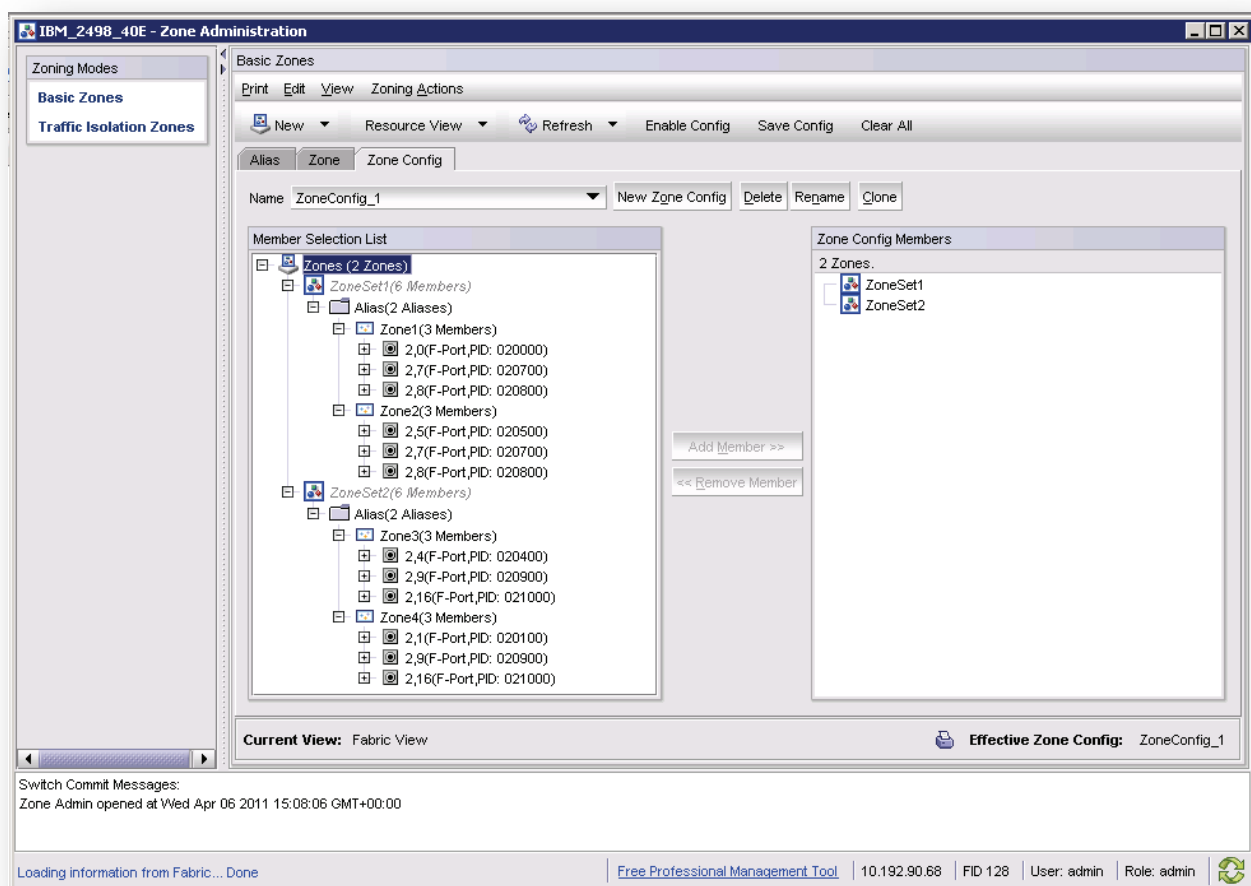 IBM_2498_40E - Zone Administration
Zoning Modes
Basic Zones
Traffic Isolation Zones
Basic Zones
Print Edit View Zoning Actions
New Resource View Refresh Enable Config Save Config Clear All
Alias Zone Zone Config
Name ZoneConfig_1 New Zone Config Delete Rename Clone
Member Selection List
Zones (2 Zones)
ZoneSet1(6 Members)
Alias(2 Aliases)
Zone1(3 Members)
2,0(F-Port,PID: 020000)
2,7(F-Port,PID: 020700)
2,8(F-Port,PID: 020800)
Zone2(3 Members)
2,5(F-Port,PID: 020500)
2,7(F-Port,PID: 020700)
2,8(F-Port,PID: 020800)
ZoneSet2(6 Members)
Alias(2 Aliases)
Zone3(3 Members)
2,4(F-Port,PID: 020400)
2,9(F-Port,PID: 020900)
2,16(F-Port,PID: 021000)
Zone4(3 Members)
2,1(F-Port,PID: 020100)
2,9(F-Port,PID: 020900)
2,16(F-Port,PID: 021000)
Add Member >>
<< Remove Member
Zone Config Members
2 Zones.
ZoneSet1
ZoneSet2
Current View: Fabric View
Effective Zone Config: ZoneConfig_1
Switch Commit Messages:
Zone Admin opened at Wed Apr 06 2011 15:08:06 GMT+00:00
Loading information from Fabric... Done
Free Professional Management Tool 10.192.90.68 FID 128 User: admin Role: admin